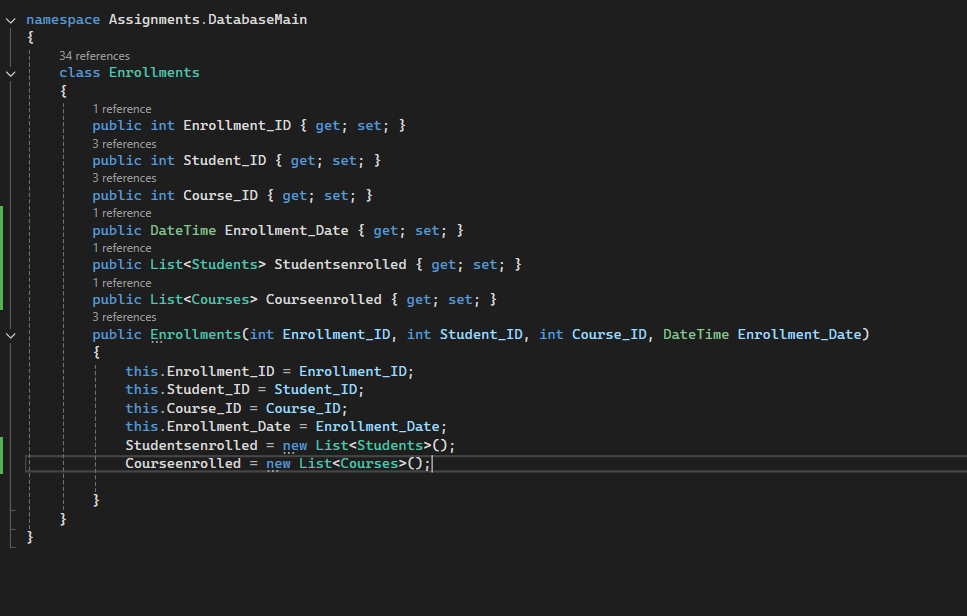 namespace Assignments.DatabaseMain
{
34 references
class Enrollments
{
1 reference
public int Enrollment_ID { get; set; }
3 references
public int Student_ID { get; set; }
3 references
public int Course_ID { get; set; }
1 reference
public DateTime Enrollment_Date { get; set; }
1 reference
public List<Students> Studentsenrolled { get; set; }
1 reference
public List<Courses> Courseenrolled { get; set; }
3 references
public Enrollments(int Enrollment_ID, int Student_ID, int Course_ID, DateTime Enrollment_Date)
{
this.Enrollment_ID = Enrollment_ID;
this.Student_ID = Student_ID;
this.Course_ID = Course_ID;
this.Enrollment_Date = Enrollment_Date;
Studentsenrolled = new List<Students>();
Courseenrolled = new List<Courses>();
}
}
}